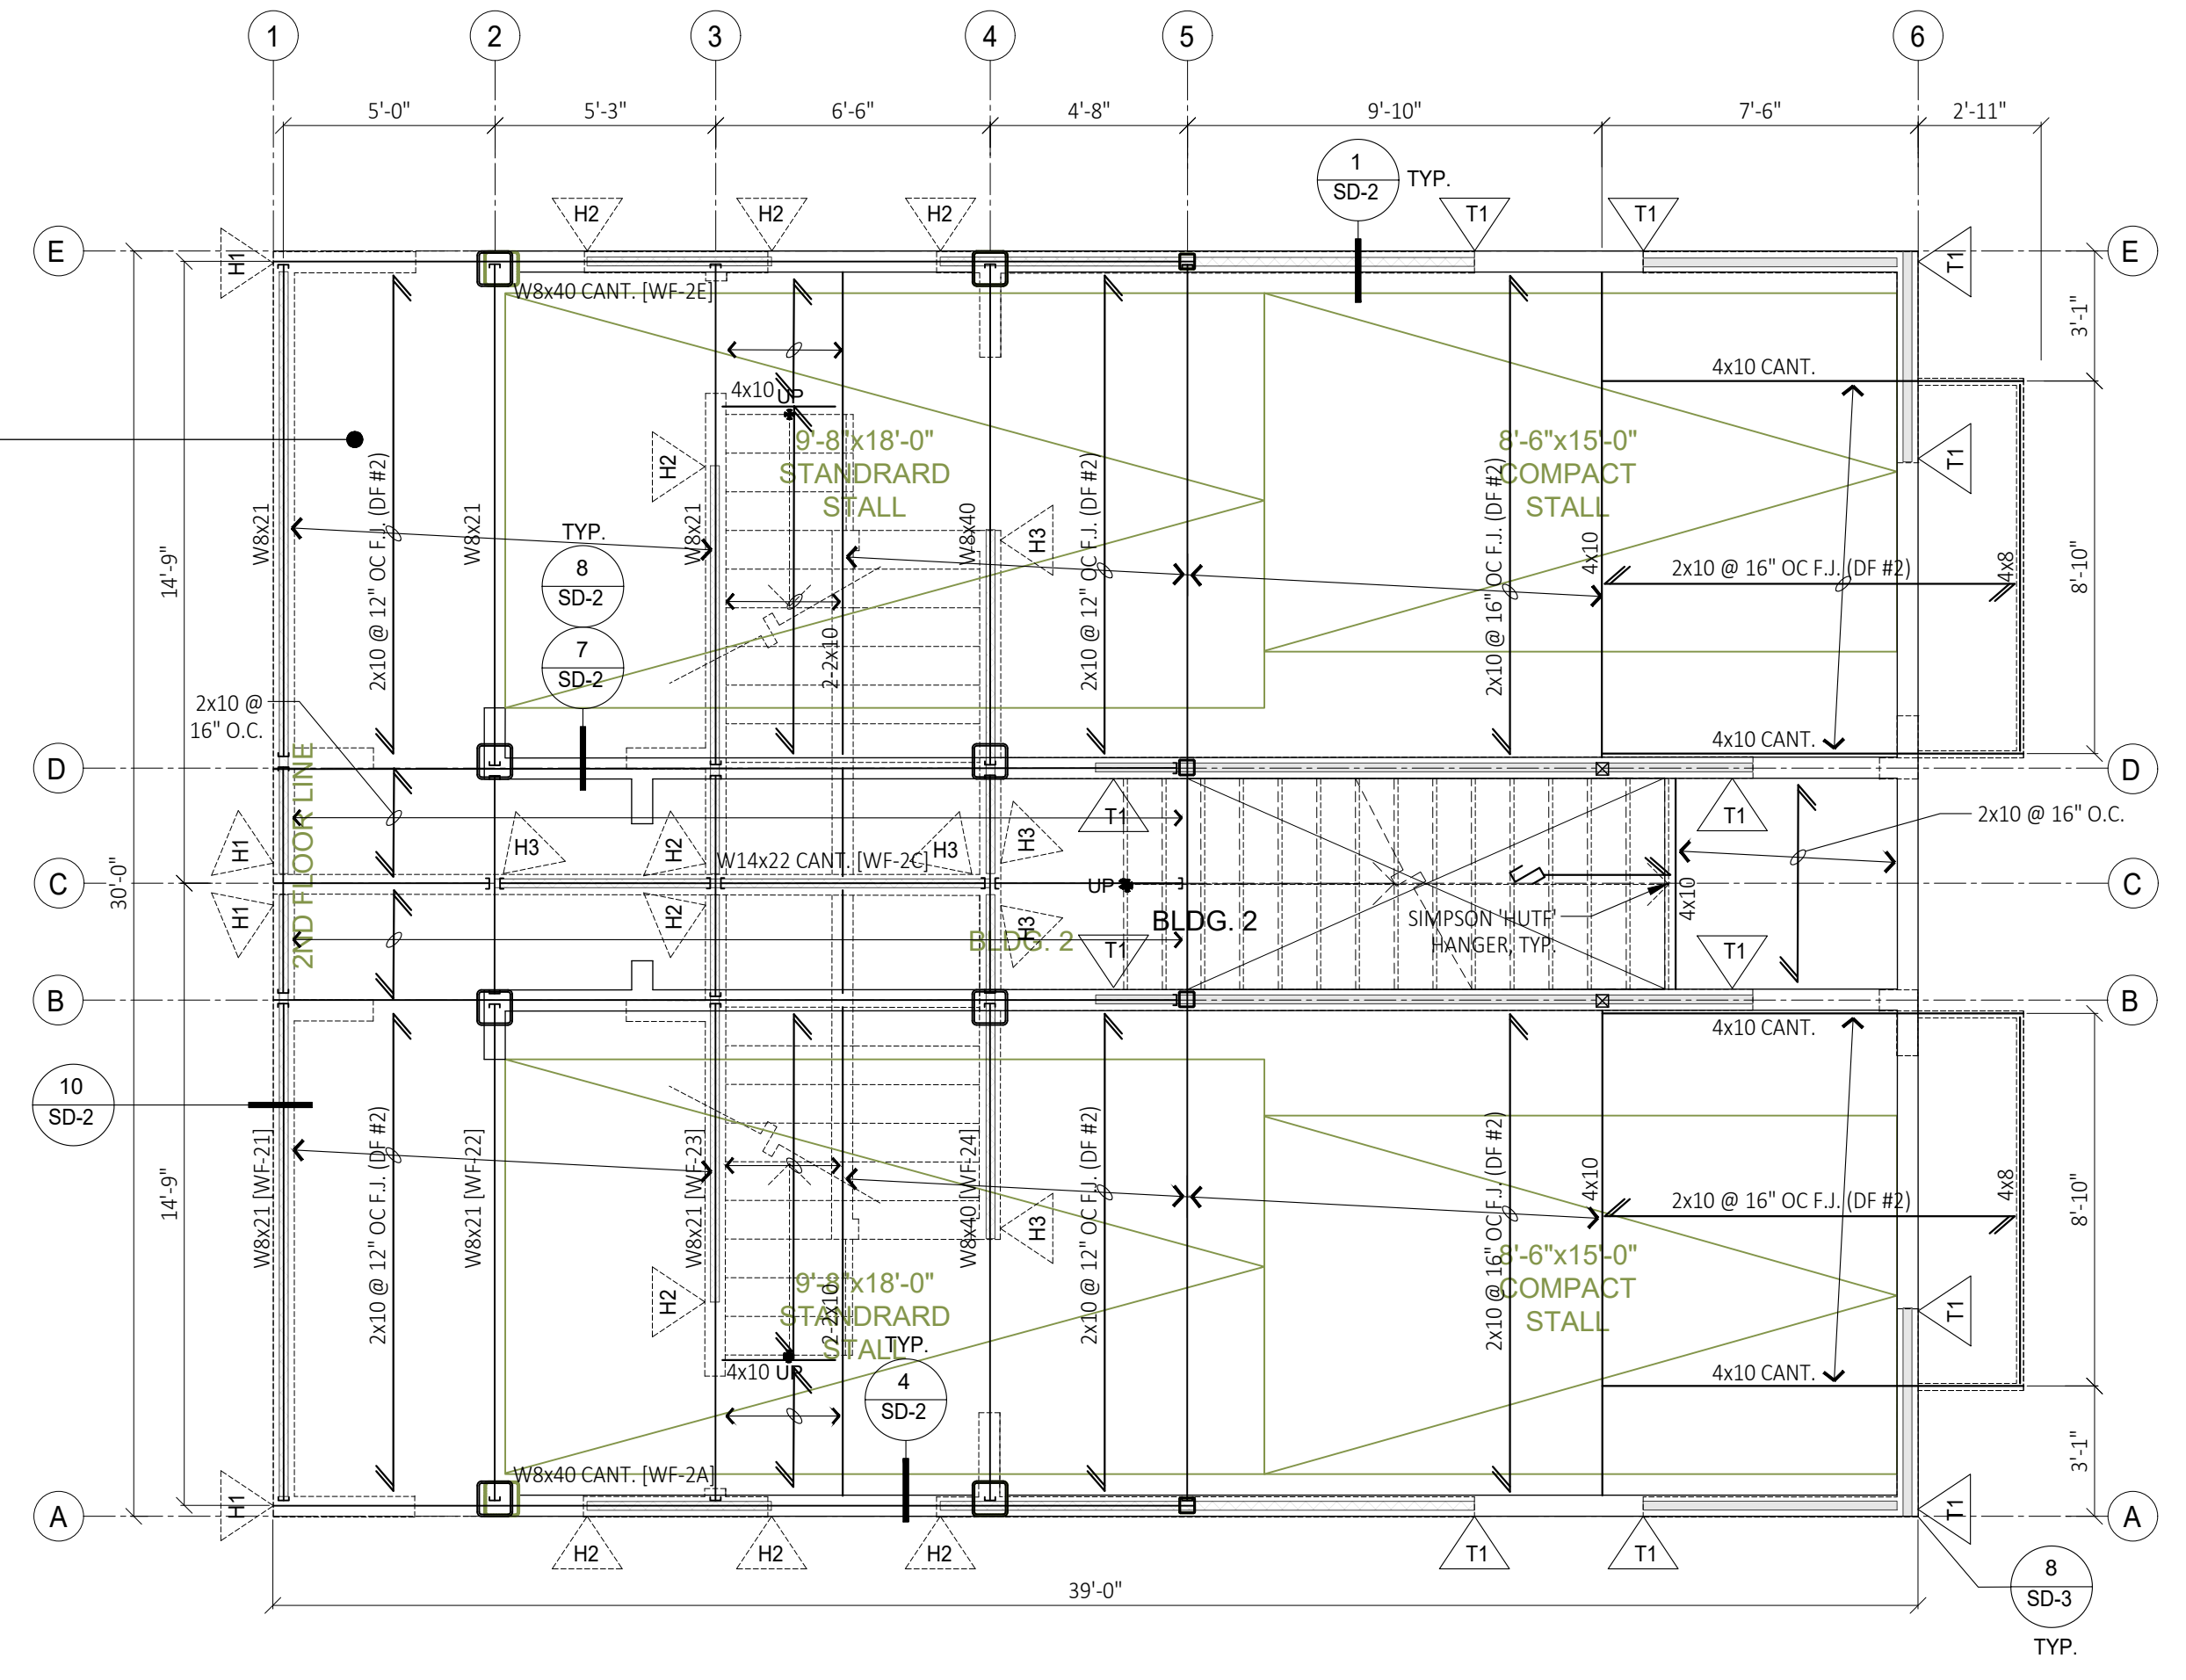 1
2
3
4
5
6
5'-0"
5'-3"
6'-6"
4'-8"
9'-10"
7'-6"
2'-11"
1
SD-2
TYP.
H2
H2
H2
T1
T1
E
E
H1
T1
W8x40 CANT. [WF-2E]
3'-1"
4x10 CANT.
4x10
UP
9'-8"x18'-0"
STANDRARD
STALL
8'-6"x15'-0"
COMPACT
STALL
H2
T1
W8x21
2x10 @ 12" OC F.J. (DF #2)
W8x21
W8x21
W8x40
2x10 @ 12" OC F.J. (DF #2)
2x10 @ 16" OC F.J. (DF #2)
4x10
2x10 @ 16" OC F.J. (DF #2)
4x8
8'-10"
H3
14'-9"
TYP.
8
SD-2
7
SD-2
2-2x10
2x10 @
16" O.C.
4x10 CANT.
D
D
2ND FLOOR LINE
30'-0"
H1
H3
H2
H3
H3
T1
T1
2x10 @ 16" O.C.
W14x22 CANT. [WF-2C]
C
C
UP
H1
H2
H3
BLDG. 2
BLDG. 2
T1
SIMPSON 'HUTF'
HANGER, TYP.
4x10
T1
B
B
4x10 CANT.
10
SD-2
14'-9"
W8x21 [WF-21]
2x10 @ 12" OC F.J. (DF #2)
W8x21 [WF-22]
W8x21 [WF-23]
W8x40 [WF-24]
2x10 @ 12" OC F.J. (DF #2)
2x10 @ 16" OC F.J. (DF #2)
4x10
2x10 @ 16" OC F.J. (DF #2)
4x8
8'-10"
H3
H2
9'-8"x18'-0"
STANDRARD
STALL
2-2x10
8'-6"x15'-0"
COMPACT
STALL
T1
TYP.
4x10
UP
4
SD-2
4x10 CANT.
3'-1"
W8x40 CANT. [WF-2A]
H1
T1
A
A
H2
H2
H2
T1
T1
39'-0"
8
SD-3
TYP.